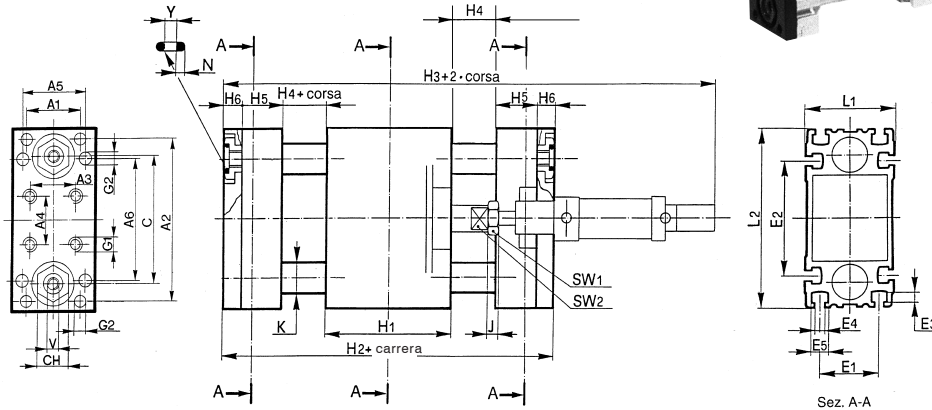 H4
Y
A
A
A
N
H3+2·corsa
A5
H4+corsa
A1
H6
H5
H5
H6
L1
A3
G2
A4
A6
C
A2
G1
L2
E2
SW1
SW2
K
H1
J
G2
V
CH
H2+ carrera
E4
E3
E5
E1
A
A
A
Sez. A-A